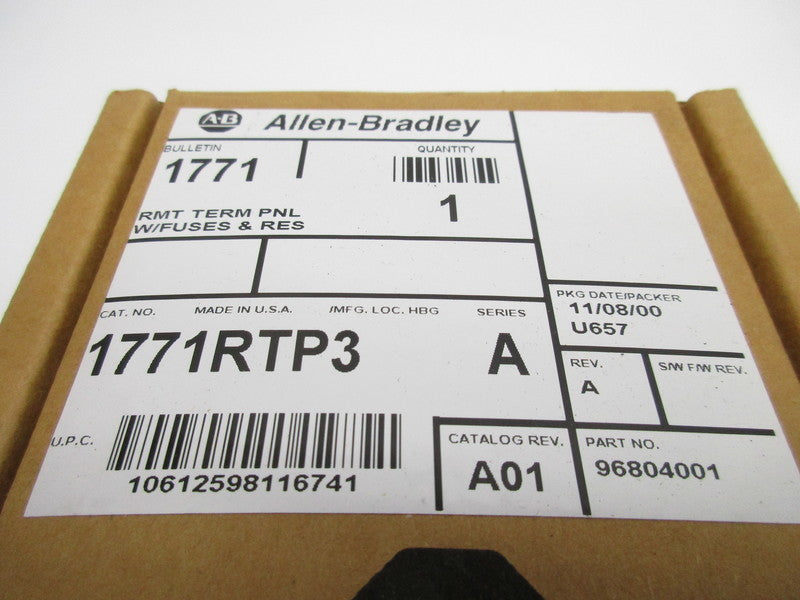 A-B Allen-Bradley
BULLETIN
1771
QUANTITY
1
RMT TERM PNL
W/FUSES & RES
PKG DATE/PACKER
11/08/00
U657
CAT. NO. MADE IN U.S.A. /MFG. LOC. HBG SERIES
1771RTP3 A
REV.
A
S/W F/W REV.
U.P.C.
10612598116741
CATALOG REV.
A01
PART NO.
96804001